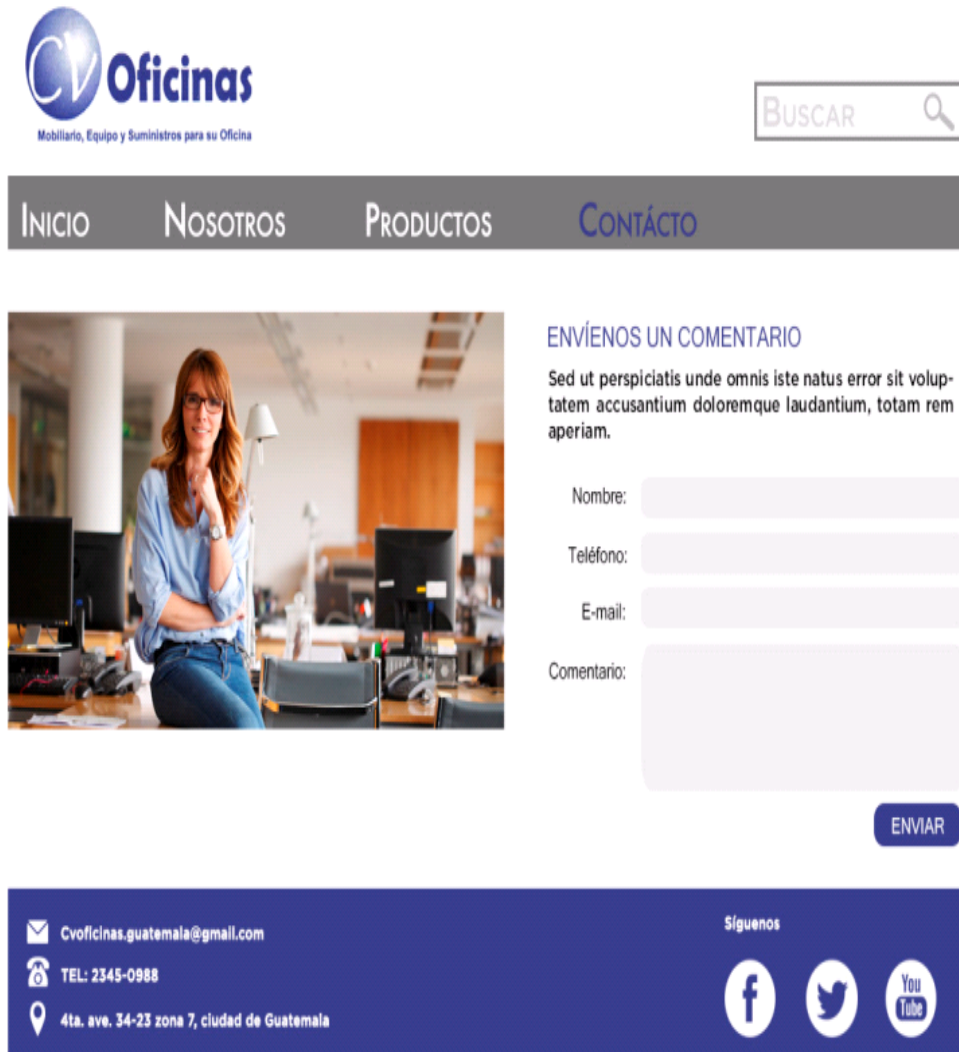 CV Oficinas
Mobiliario, Equipo y Suministros para su Oficina
BUSCAR
INICIO NOSOTROS PRODUCTOS CONTÁCTO
ENVÍENOS UN COMENTARIO
Sed ut perspiciatis unde omnis iste natus error sit volup-
tatem accusantium doloremque laudantium, totam rem
aperiam.
Nombre:
Teléfono:
E-mail:
Comentario:
ENVIAR
Cvoficinas.guatemala@gmail.com
TEL: 2345-0988
4ta. ave. 34-23 zona 7, ciudad de Guatemala
Síguenos
f
You
Tube